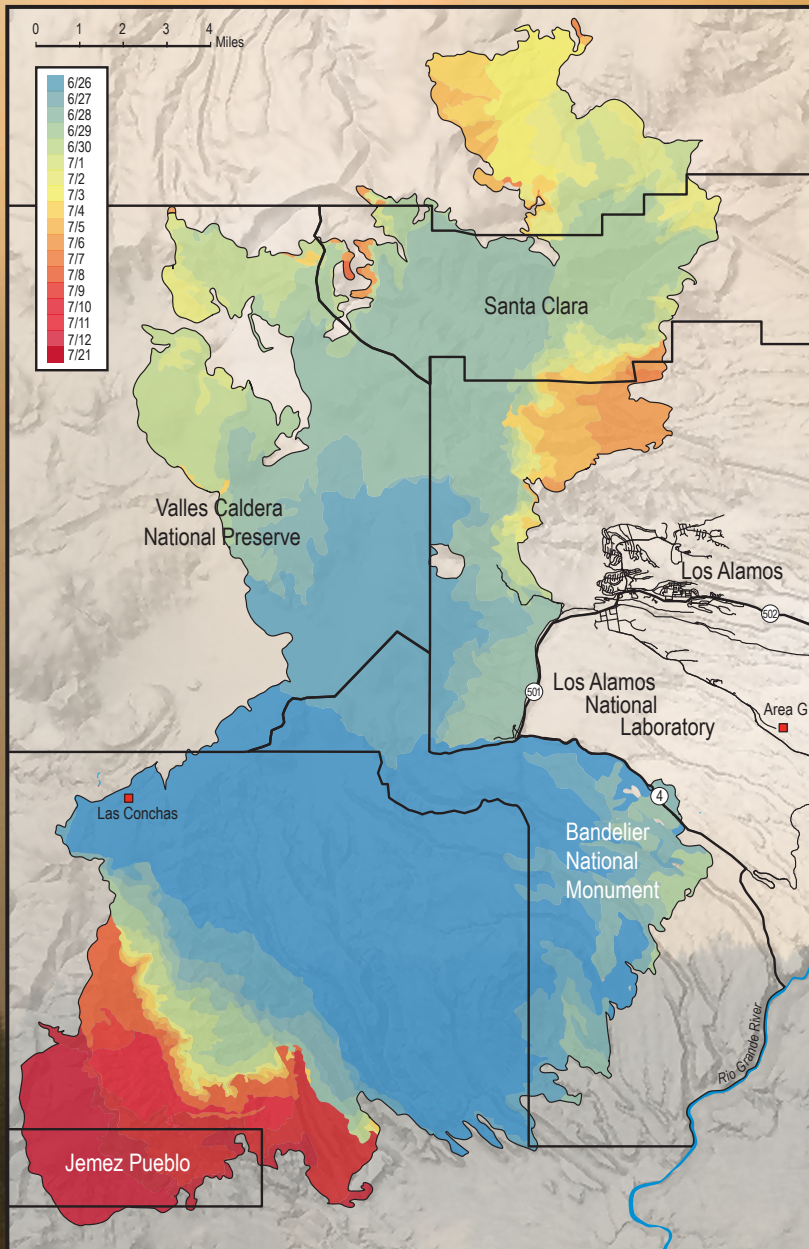 0 2 4
Miles
6/26
6/27
6/28
6/29
6/30
7/1
7/2
7/3
7/4
7/5
7/6
7/7
7/8
7/9
7/10
7/11
7/12
7/21
Santa Clara
Valles Caldera
National Preserve
Los Alamos
502
Los Alamos
National
Laboratory
501
Area G
Las Conchas
4
Bandelier
National
Monument
Rio Grande River
Jemez Pueblo